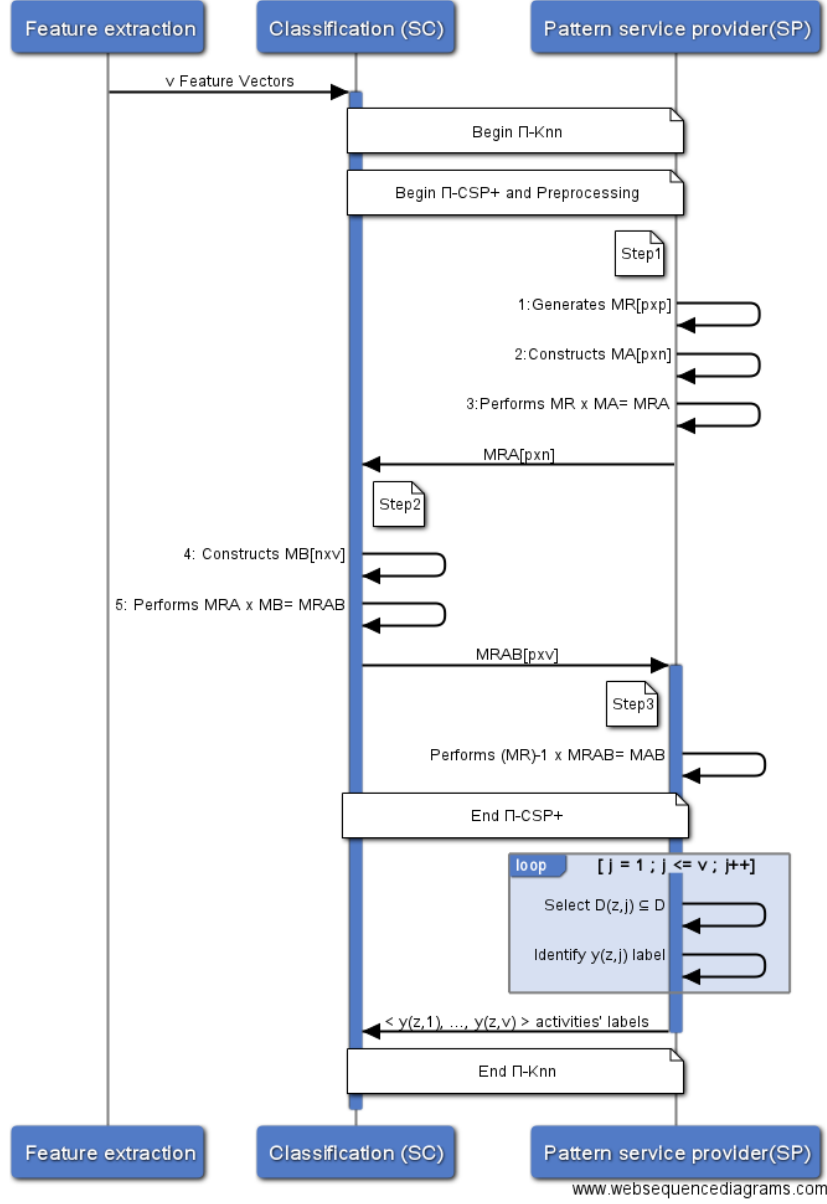 Feature extraction
Classification (SC)
Pattern service provider(SP)
v Feature Vectors
Begin Π-Knn
Begin Π-CSP+ and Preprocessing
Step1
1:Generates MR[pxp]
2:Constructs MA[pxn]
3:Performs MR x MA= MRA
MRA[pxn]
Step2
4: Constructs MB[nxv]
5: Performs MRA x MB= MRAB
MRAB[pxv]
Step3
Performs (MR)-1 x MRAB= MAB
End Π-CSP+
loop
[ j = 1 ; j <= v ; j++]
Select D(z,j) ⊆ D
Identify y(z,j) label
< y(z,1), ..., y(z,v) > activities' labels
End Π-Knn
Feature extraction
Classification (SC)
Pattern service provider(SP)
www.websequencediagrams.com